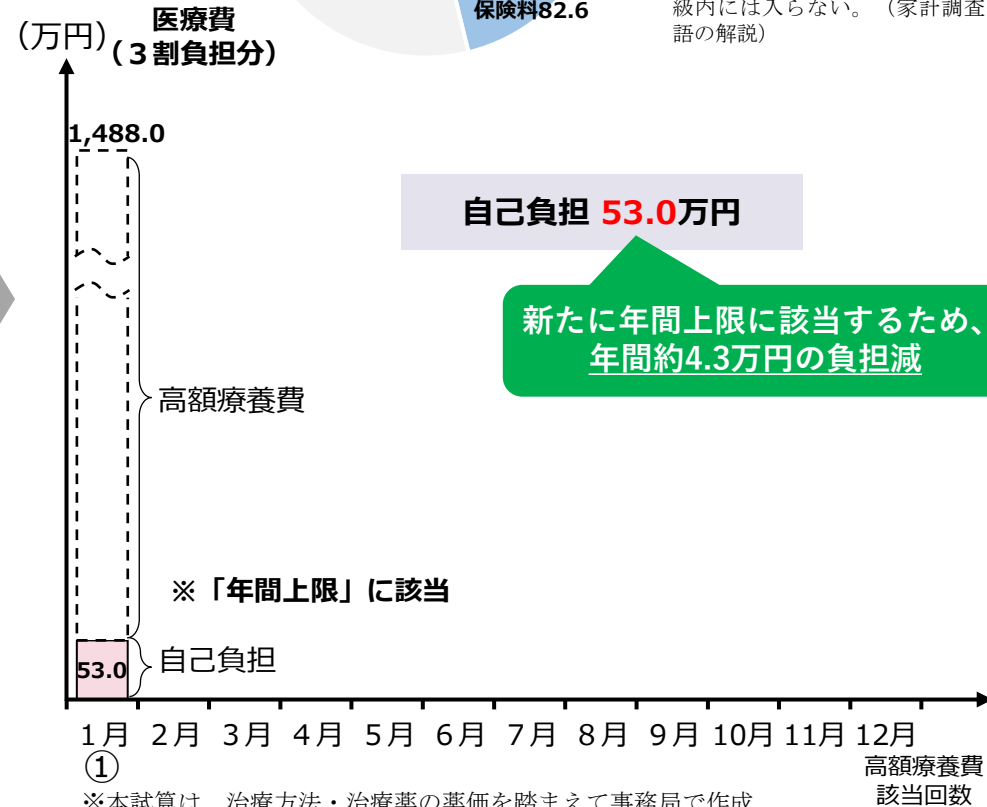 保険料82.6
級内には入らない。（家計調査
語の解説）
（万円）
医療費
（３割負担分）
1,488.0
自己負担 53.0万円
新たに年間上限に該当するため、
年間約4.3万円の負担減
高額療養費
※「年間上限」に該当
53.0
自己負担
1月 2月 3月 4月 5月 6月 7月 8月 9月 10月 11月 12月
①
高額療養費
該当回数
※本試算は、治療方法・治療薬の薬価を踏まえて事務局で作成